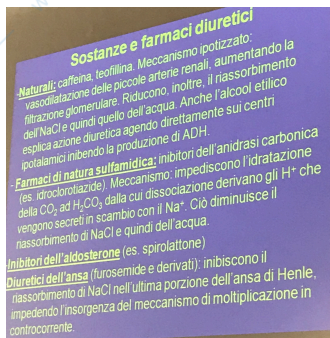 Sostanze e farmaci diuretici
-Naturali: caffeina, teofillina. Meccanismo ipotizzato:
vasodilatazione delle piccole arterie renali, aumentando la
filtrazione glomerulare. Riducono, inoltre, il riassorbimento
dell'NaCl e quindi quello dell'acqua. Anche l'alcool etilico
esplica azione diuretica agendo direttamente sui centri
ipotalamici inibendo la produzione di ADH.
- Farmaci di natura sulfamidica: inibitori dell'anidrasi carbonica
(es. idroclorotiazide). Meccanismo: impediscono l'idratazione
della CO2 ad H2CO3 dalla cui dissociazione derivano gli H+ che
vengono secreti in scambio con il Na+. Ciò diminuisce il
riassorbimento di NaCl e quindi dell'acqua.
-Inibitori dell'aldosterone (es. spirolattone)
Diuretici dell'ansa (furosemide e derivati): inibiscono il
riassorbimento di NaCl nell'ultima porzione dell'ansa di Henle,
impedendo l'insorgenza del meccanismo di moltiplicazione in
controcorrente.